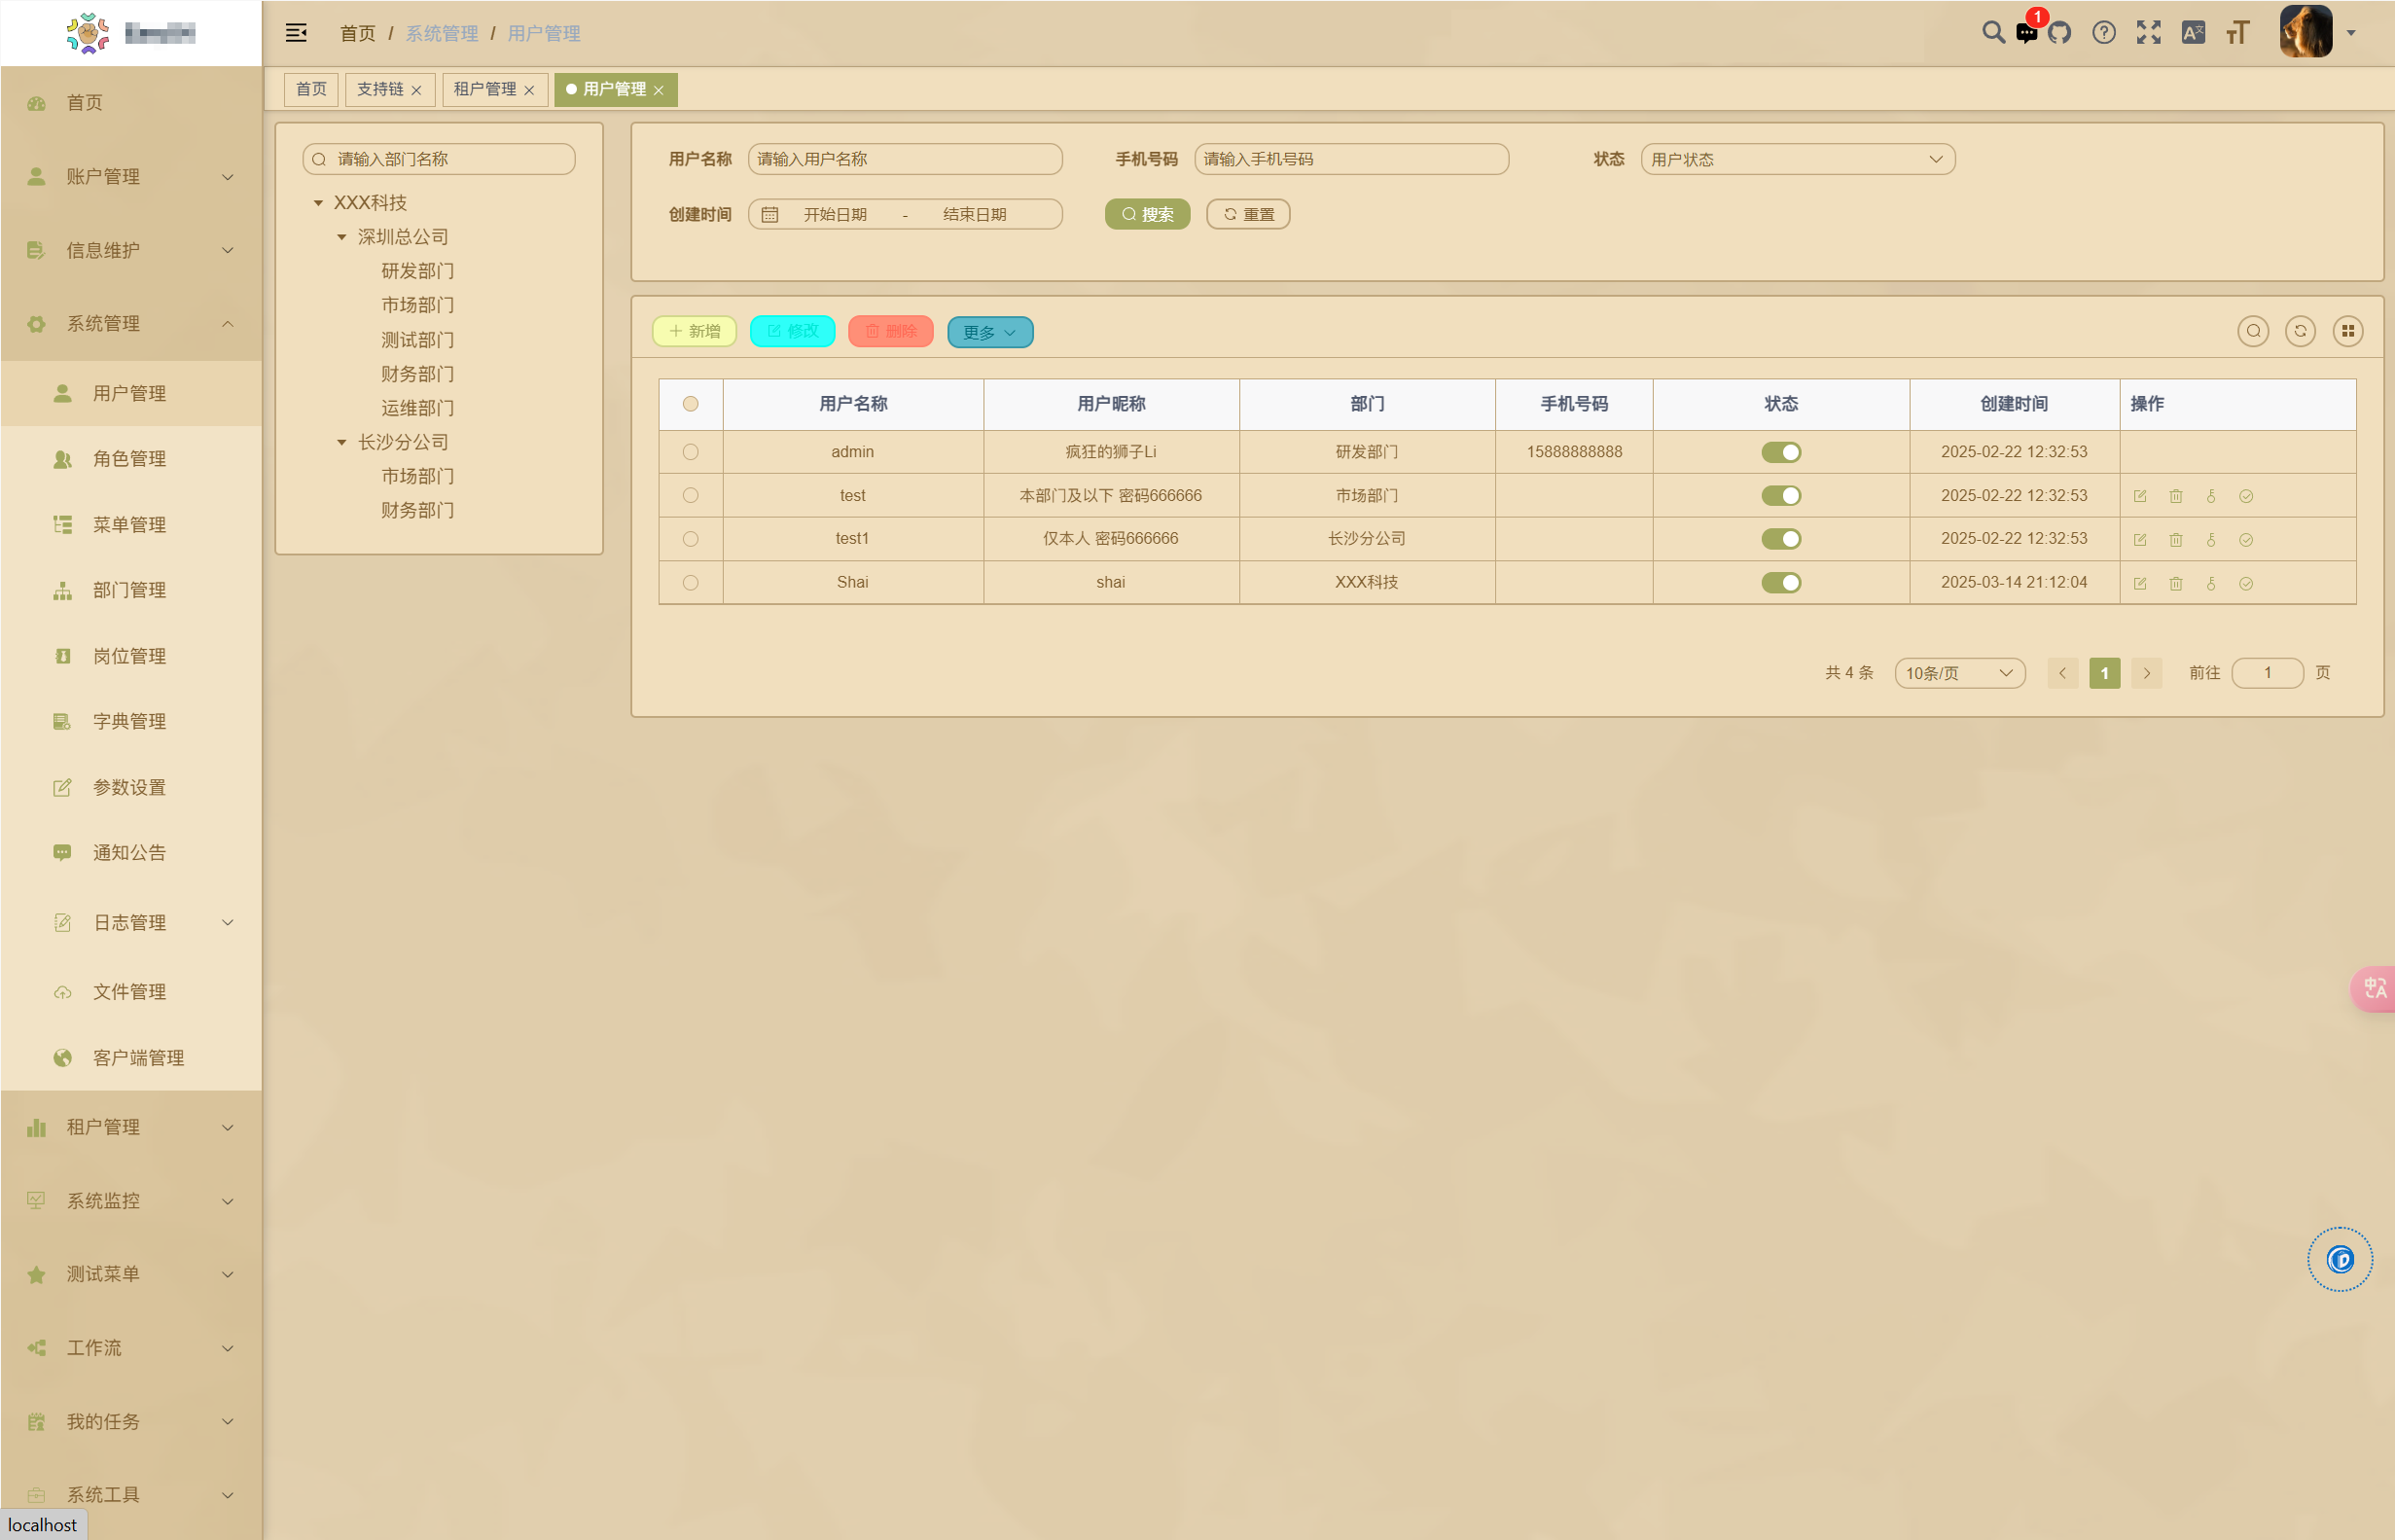 首页 / 系统管理 / 用户管理
1
首页
支持链
租户管理
用户管理
首页
账户管理
信息维护
系统管理
用户管理
角色管理
菜单管理
部门管理
岗位管理
字典管理
参数设置
通知公告
日志管理
文件管理
客户端管理
租户管理
系统监控
测试菜单
工作流
我的任务
系统工具
localhost
请输入部门名称
XXX科技
深圳总公司
研发部门
市场部门
测试部门
财务部门
运维部门
长沙分公司
市场部门
财务部门
用户名称 请输入用户名称 手机号码 请输入手机号码 状态 用户状态
创建时间 开始日期 - 结束日期 搜索 重置
新增 修改 删除 更多
用户名称 用户昵称 部门 手机号码 状态 创建时间 操作
admin 疯狂的狮子Li 研发部门 15888888888 2025-02-22 12:32:53
test 本部门及以下 密码666666 市场部门 2025-02-22 12:32:53
test1 仅本人 密码666666 长沙分公司 2025-02-22 12:32:53
Shai shai XXX科技 2025-03-14 21:12:04
共 4 条 10条/页 1 前往 1 页